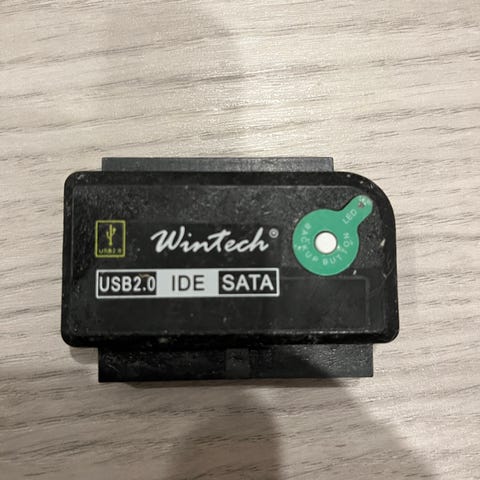 USB2.0
Wintech®
LED
BACKUP BUTTON
USB2.0 IDE SATA